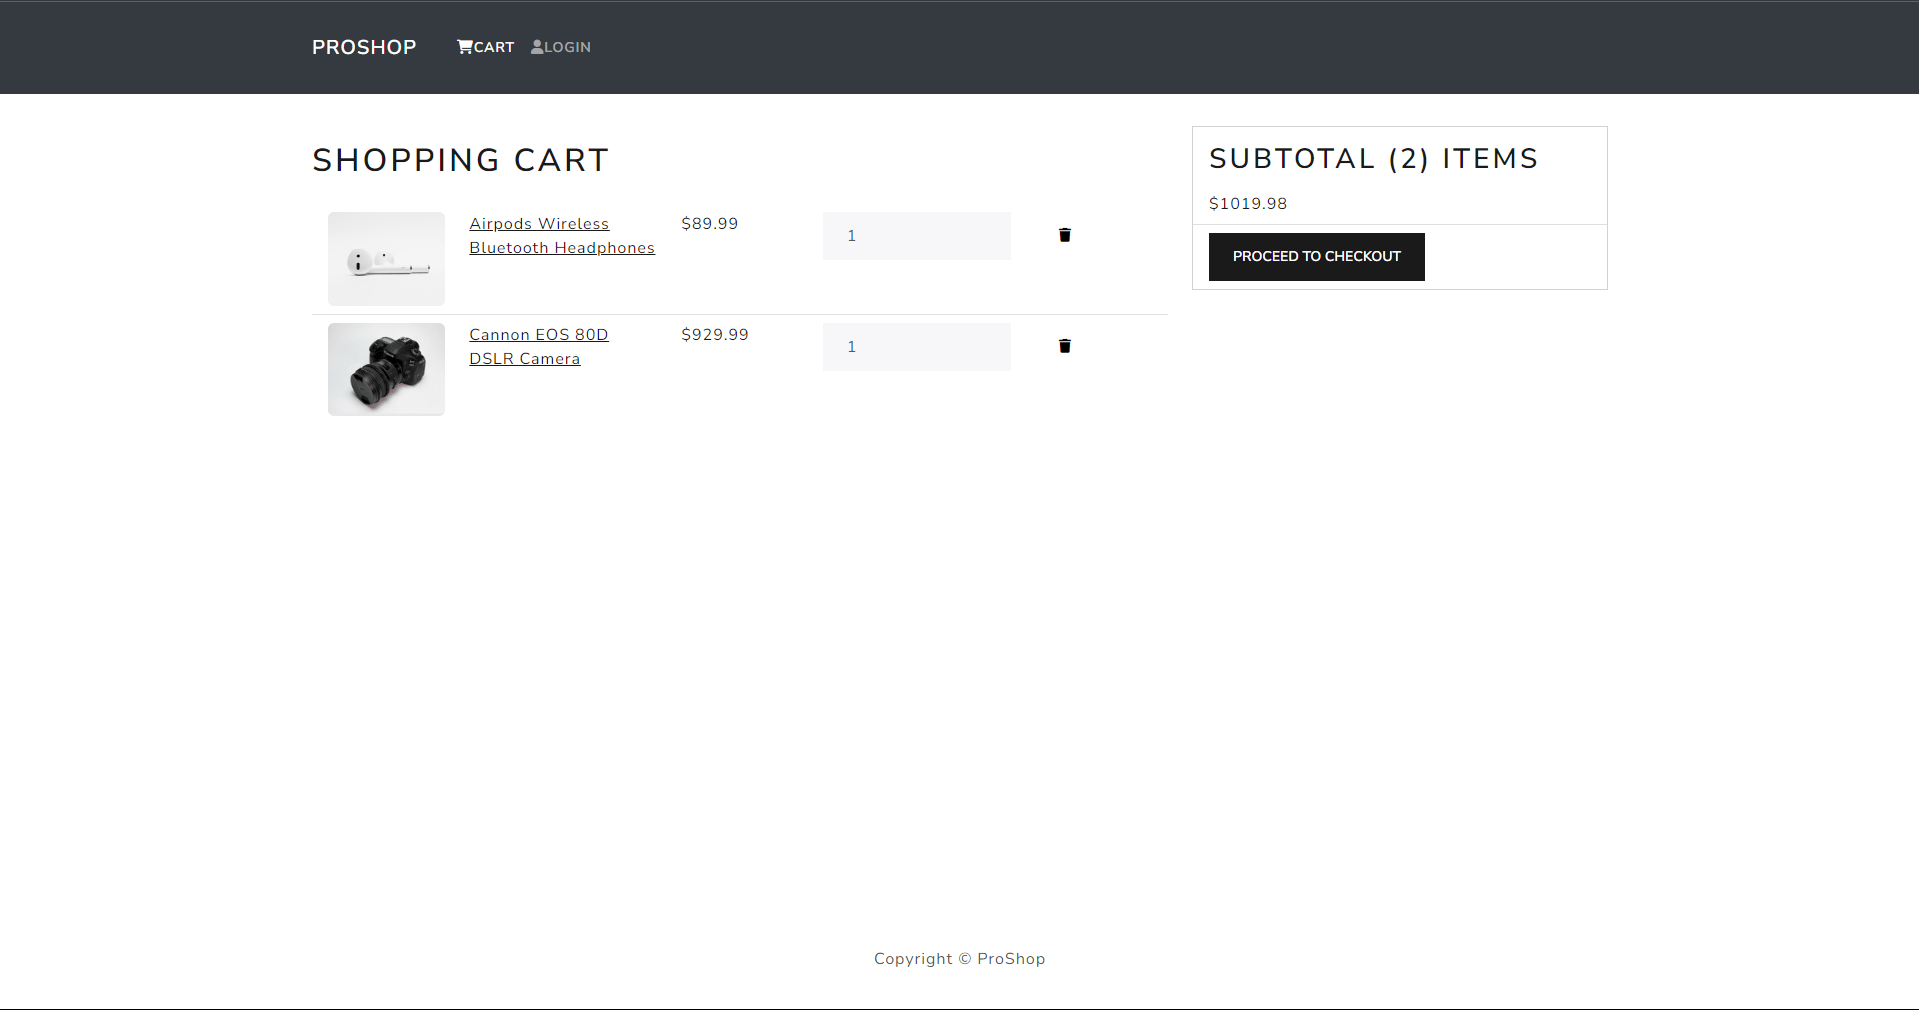 PROSHOP
CART
LOGIN
SHOPPING CART
Airpods Wireless
Bluetooth Headphones
$89.99
1
Cannon EOS 80D
DSLR Camera
$929.99
1
SUBTOTAL (2) ITEMS
$1019.98
PROCEED TO CHECKOUT
Copyright © ProShop